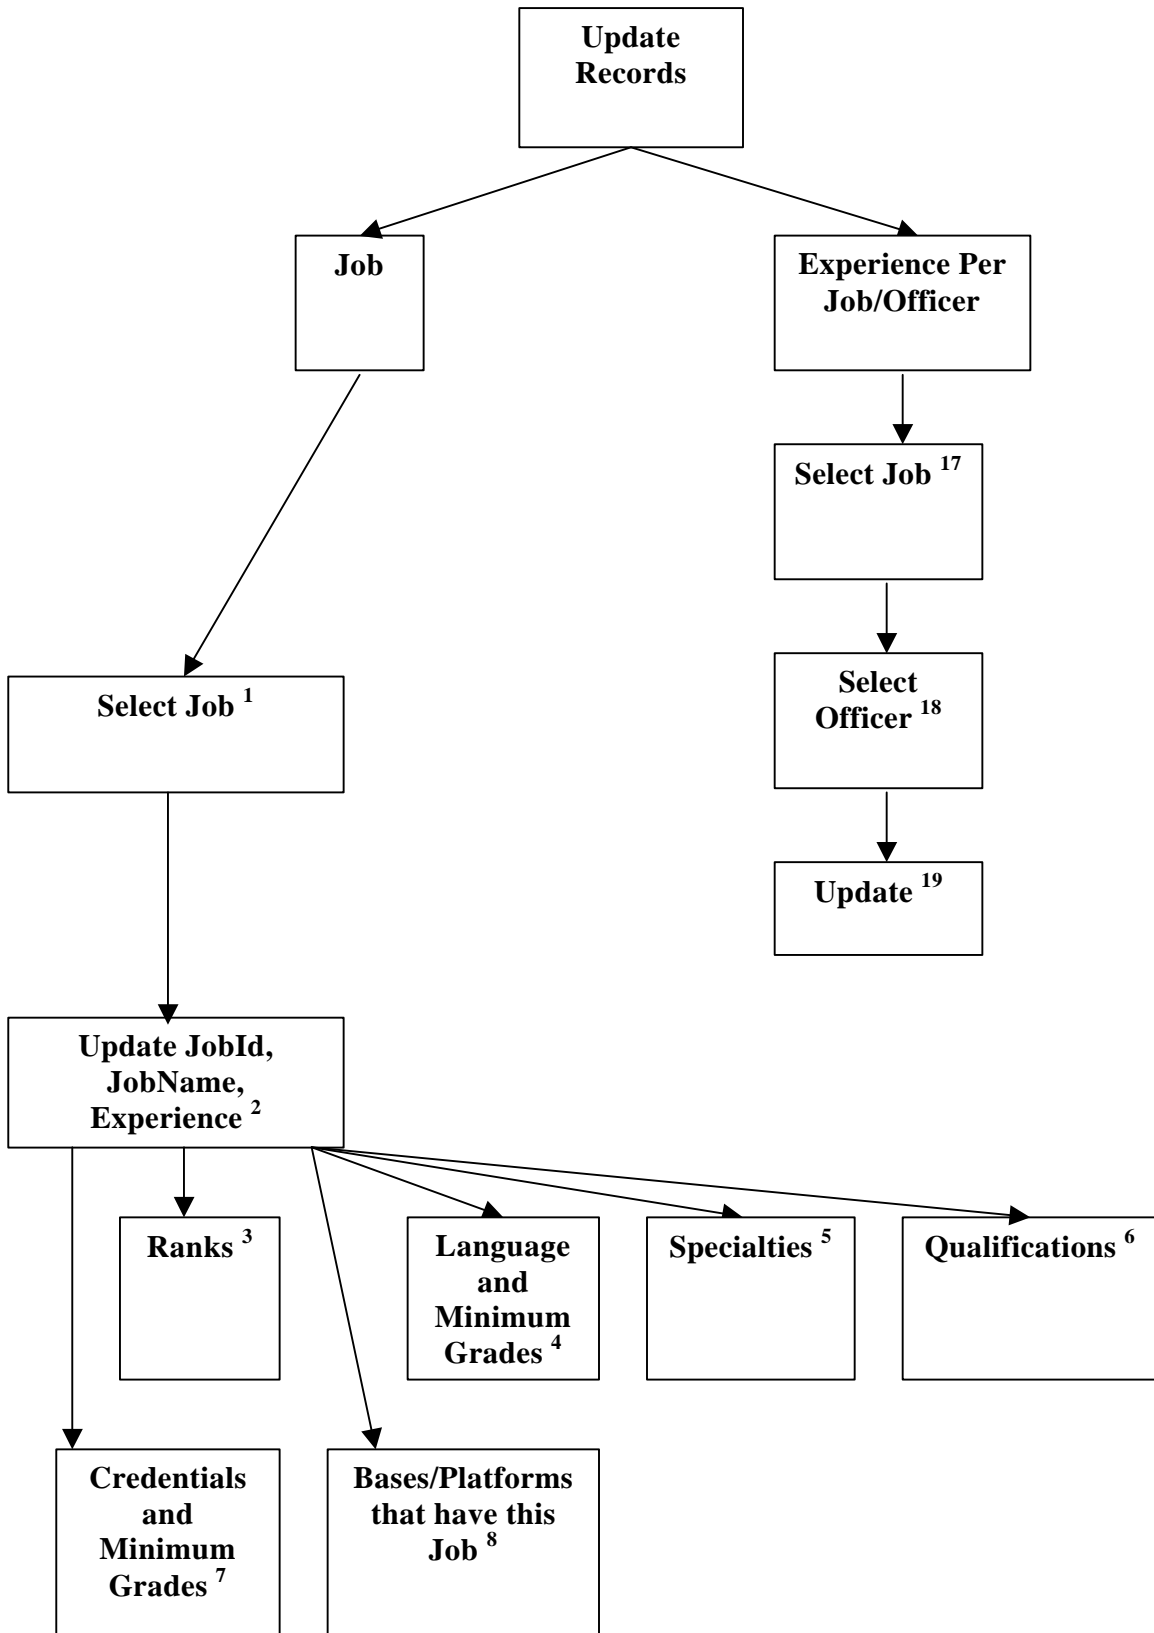 Update
Records
Job
Experience Per
Job/Officer
Select Job 17
Select
Officer 18
Update 19
Select Job 1
Update JobId,
JobName,
Experience 2
Ranks 3
Language
and
Minimum
Grades 4
Specialties 5
Qualifications 6
Credentials
and
Minimum
Grades 7
Bases/Platforms
that have this
Job 8